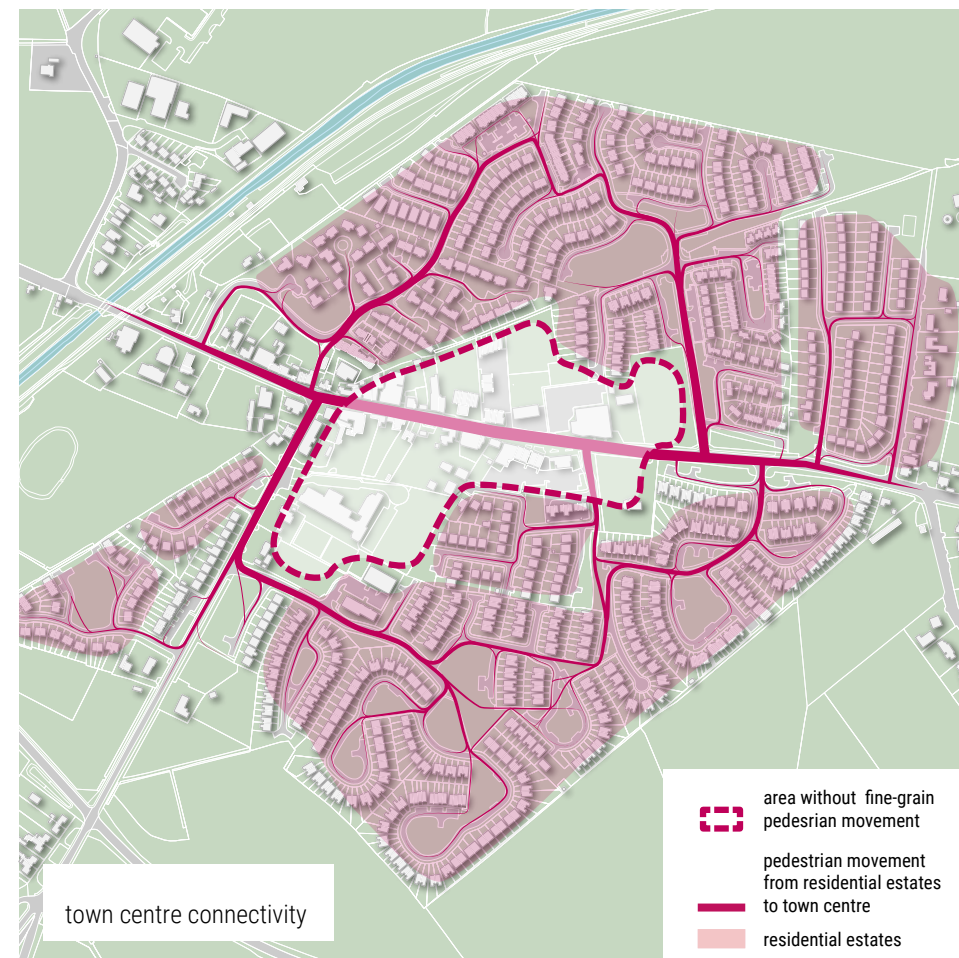 area without fine-grain
pedesrian movement
pedestrian movement
from residential estates
to town centre
residential estates
town centre connectivity